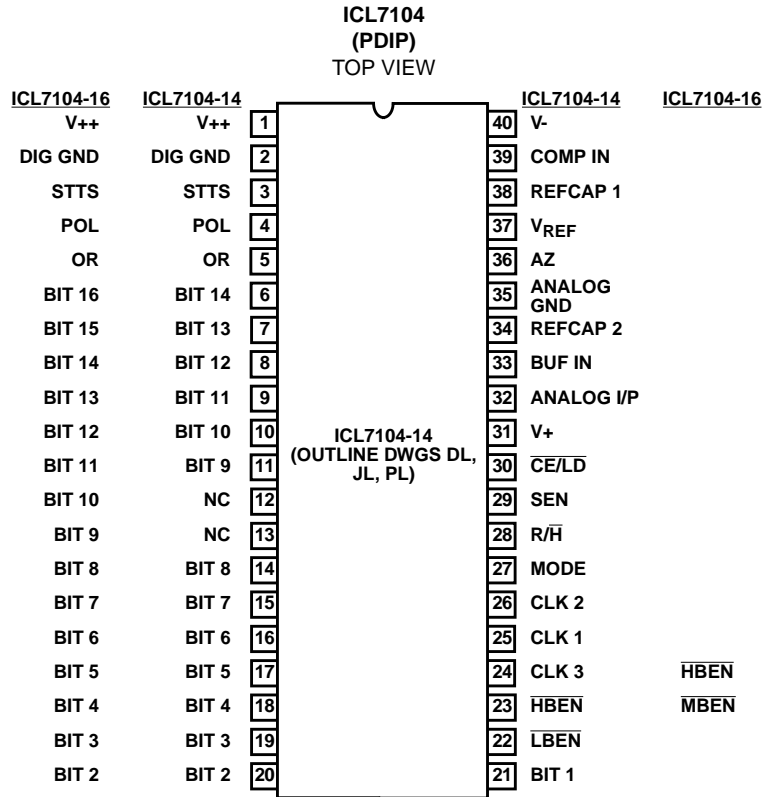 ICL7104
(PDIP)
TOP VIEW
ICL7104-16 ICL7104-14 ICL7104-14 ICL7104-16
V++ V++ 1 40 V-
DIG GND DIG GND 2 39 COMP IN
STTS STTS 3 38 REFCAP 1
POL POL 4 37 VREF
OR OR 5 36 AZ
BIT 16 BIT 14 6 35 ANALOG GND
BIT 15 BIT 13 7 34 REFCAP 2
BIT 14 BIT 12 8 33 BUF IN
BIT 13 BIT 11 9 32 ANALOG I/P
BIT 12 BIT 10 10 31 V+
BIT 11 BIT 9 11 30 CE/LD
BIT 10 NC 12 29 SEN
BIT 9 NC 13 28 R/H
BIT 8 BIT 8 14 27 MODE
BIT 7 BIT 7 15 26 CLK 2
BIT 6 BIT 6 16 25 CLK 1
BIT 5 BIT 5 17 24 CLK 3 HBEN
BIT 4 BIT 4 18 23 HBEN MBEN
BIT 3 BIT 3 19 22 LBEN
BIT 2 BIT 2 20 21 BIT 1
ICL7104-14
(OUTLINE DWGS DL,
JL, PL)